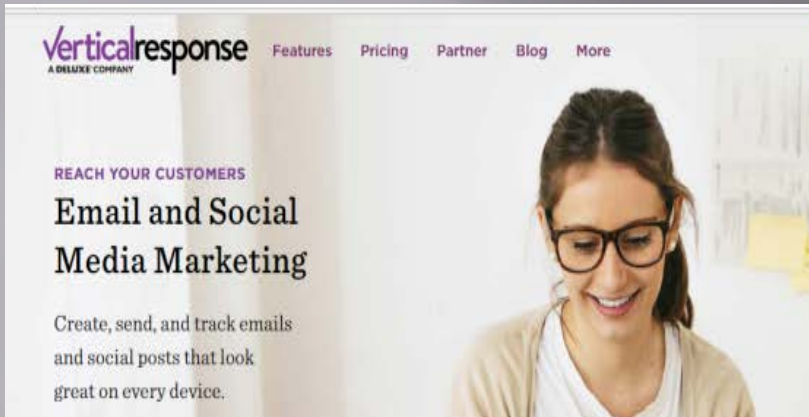 verticalresponse
A DELUXE COMPANY
Features Pricing Partner Blog More
REACH YOUR CUSTOMERS
Email and Social
Media Marketing
Create, send, and track emails
and social posts that look
great on every device.